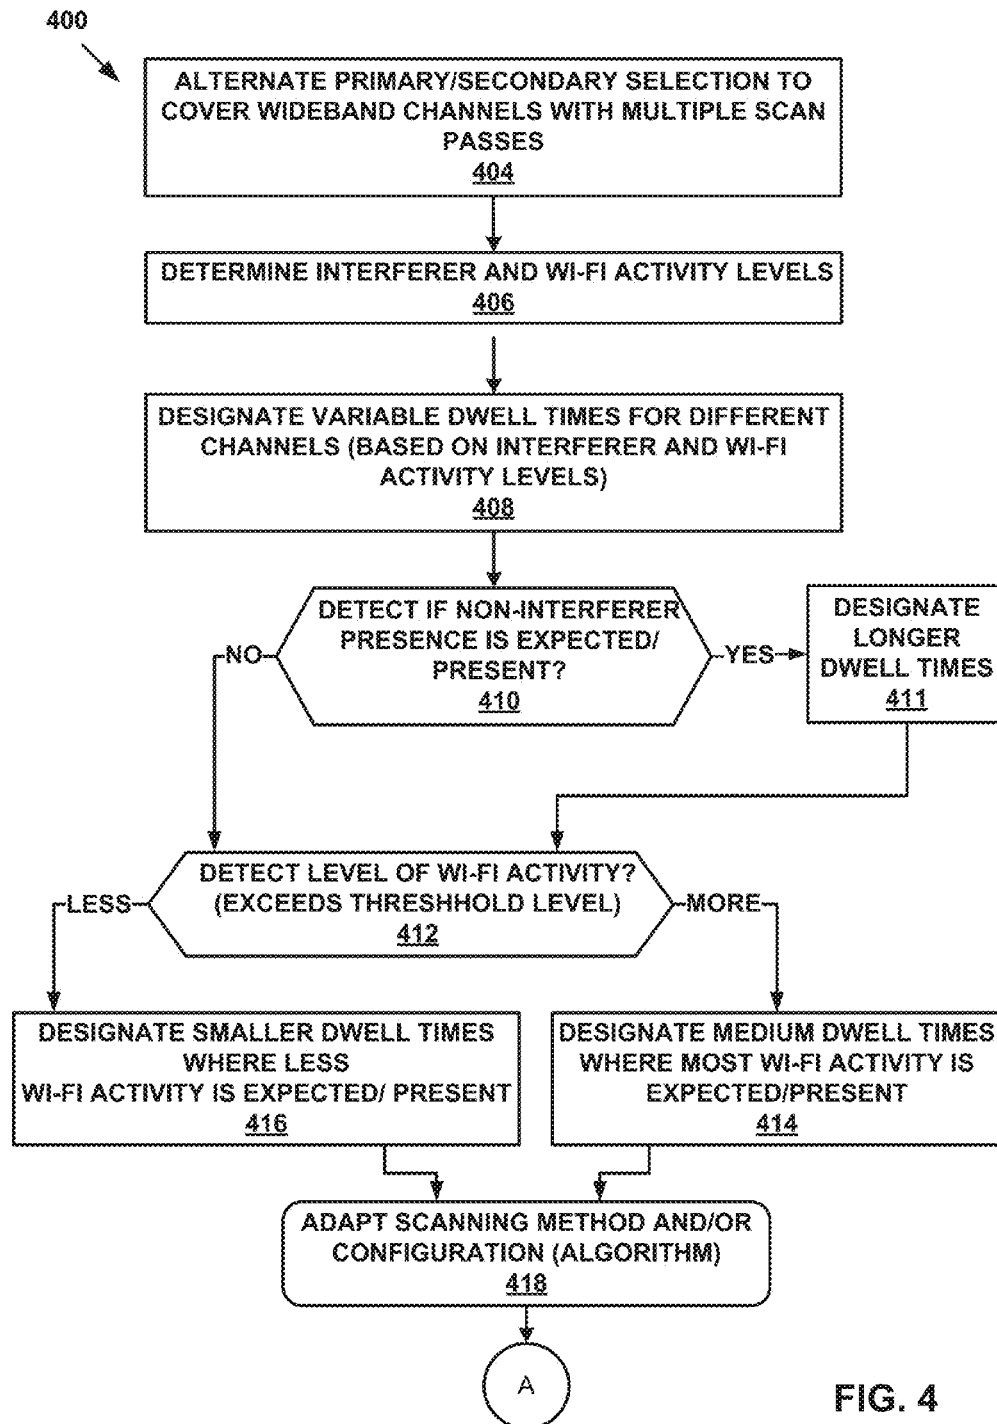 400
ALTERNATE PRIMARY/SECONDARY SELECTION TO
COVER WIDEBAND CHANNELS WITH MULTIPLE SCAN
PASSES
404
DETERMINE INTERFERER AND WI-FI ACTIVITY LEVELS
406
DESIGNATE VARIABLE DWELL TIMES FOR DIFFERENT
CHANNELS (BASED ON INTERFERER AND WI-FI
ACTIVITY LEVELS)
408
DETECT IF NON-INTERFERER
PRESENCE IS EXPECTED/
PRESENT?
410
NO
YES
DESIGNATE
LONGER
DWELL TIMES
411
DETECT LEVEL OF WI-FI ACTIVITY?
(EXCEEDS THRESHHOLD LEVEL)
412
LESS
MORE
DESIGNATE SMALLER DWELL TIMES
WHERE LESS
WI-FI ACTIVITY IS EXPECTED/ PRESENT
416
DESIGNATE MEDIUM DWELL TIMES
WHERE MOST WI-FI ACTIVITY IS
EXPECTED/PRESENT
414
ADAPT SCANNING METHOD AND/OR
CONFIGURATION (ALGORITHM)
418
A
FIG. 4